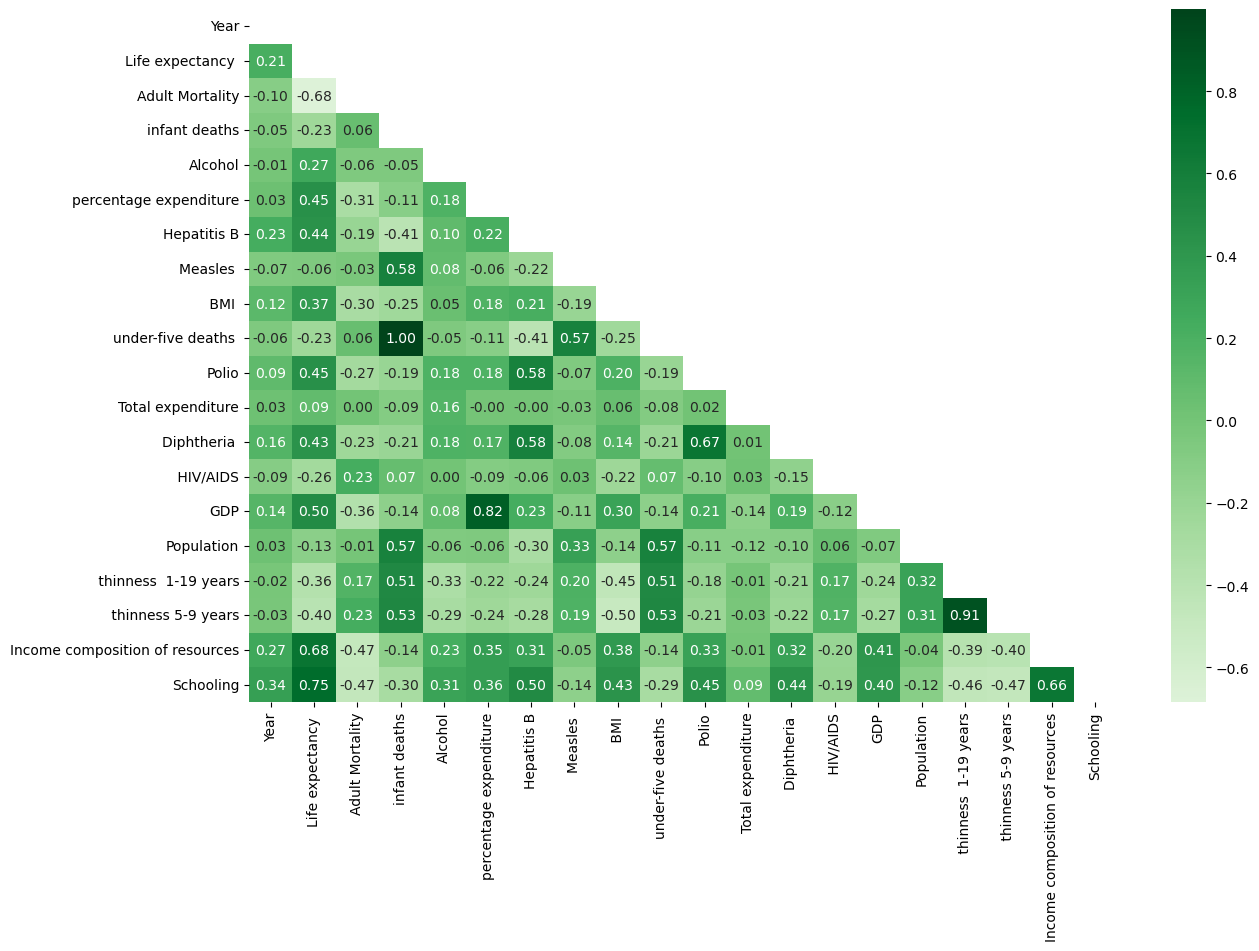 Year
Life expectancy 0.21
Adult Mortality -0.10 -0.68
infant deaths -0.05 -0.23 0.06
Alcohol -0.01 0.27 -0.06 -0.05
percentage expenditure 0.03 0.45 -0.31 -0.11 0.18
Hepatitis B 0.23 0.44 -0.19 -0.41 0.10 0.22
Measles -0.07 -0.06 -0.03 0.58 0.08 -0.06 -0.22
BMI 0.12 0.37 -0.30 -0.25 0.05 0.18 0.21 -0.19
under-five deaths -0.06 -0.23 0.06 1.00 -0.05 -0.11 -0.41 0.57 -0.25
Polio 0.09 0.45 -0.27 -0.19 0.18 0.18 0.58 -0.07 0.20 -0.19
Total expenditure 0.03 0.09 0.00 -0.09 0.16 -0.00 -0.00 -0.03 0.06 -0.08 0.02
Diphtheria 0.16 0.43 -0.23 -0.21 0.18 0.17 0.58 -0.08 0.14 -0.21 0.67 0.01
HIV/AIDS -0.09 -0.26 0.23 0.07 0.00 -0.09 -0.06 0.03 -0.22 0.07 -0.10 0.03 -0.15
GDP 0.14 0.50 -0.36 -0.14 0.08 0.82 0.23 -0.11 0.30 -0.14 0.21 -0.14 0.19 -0.12
Population 0.03 -0.13 -0.01 0.57 -0.06 -0.06 -0.30 0.33 -0.14 0.57 -0.11 -0.12 -0.10 0.06 -0.07
thinness 1-19 years -0.02 -0.36 0.17 0.51 -0.33 -0.22 -0.24 0.20 -0.45 0.51 -0.18 -0.01 -0.21 0.17 -0.24 0.32
thinness 5-9 years -0.03 -0.40 0.23 0.53 -0.29 -0.24 -0.28 0.19 -0.50 0.53 -0.21 -0.03 -0.22 0.17 -0.27 0.31 0.91
Income composition of resources 0.27 0.68 -0.47 -0.14 0.23 0.35 0.31 -0.05 0.38 -0.14 0.33 -0.01 0.32 -0.20 0.41 -0.04 -0.39 -0.40
Schooling 0.34 0.75 -0.47 -0.30 0.31 0.36 0.50 -0.14 0.43 -0.29 0.45 0.09 0.44 -0.19 0.40 -0.12 -0.46 -0.47 0.66
Year
Life expectancy
Adult Mortality
infant deaths
Alcohol
percentage expenditure
Hepatitis B
Measles
BMI
under-five deaths
Polio
Total expenditure
Diphtheria
HIV/AIDS
GDP
Population
thinness 1-19 years
thinness 5-9 years
Income composition of resources
Schooling
0.8
0.6
0.4
0.2
0.0
−0.2
−0.4
−0.6